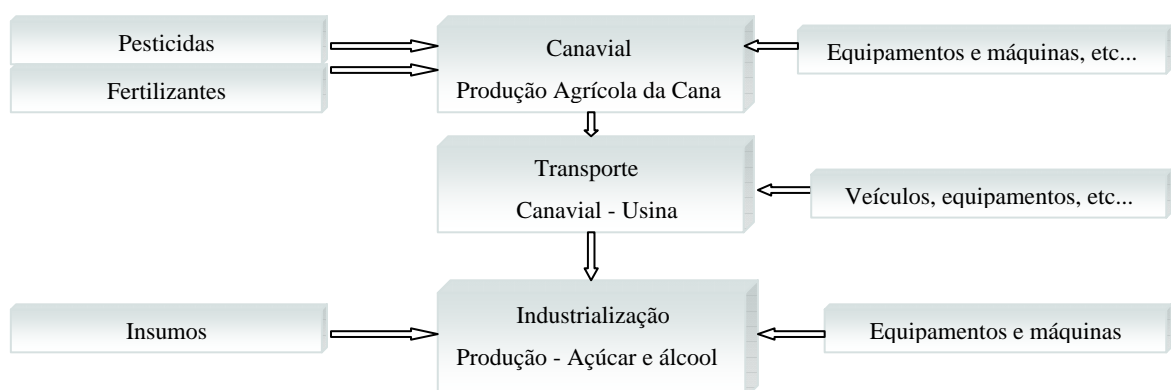 Pesticidas
Fertilizantes
Canavial
Produção Agrícola da Cana
Equipamentos e máquinas, etc...
Transporte
Canavial - Usina
Veículos, equipamentos, etc...
Insumos
Industrialização
Produção - Açúcar e álcool
Equipamentos e máquinas